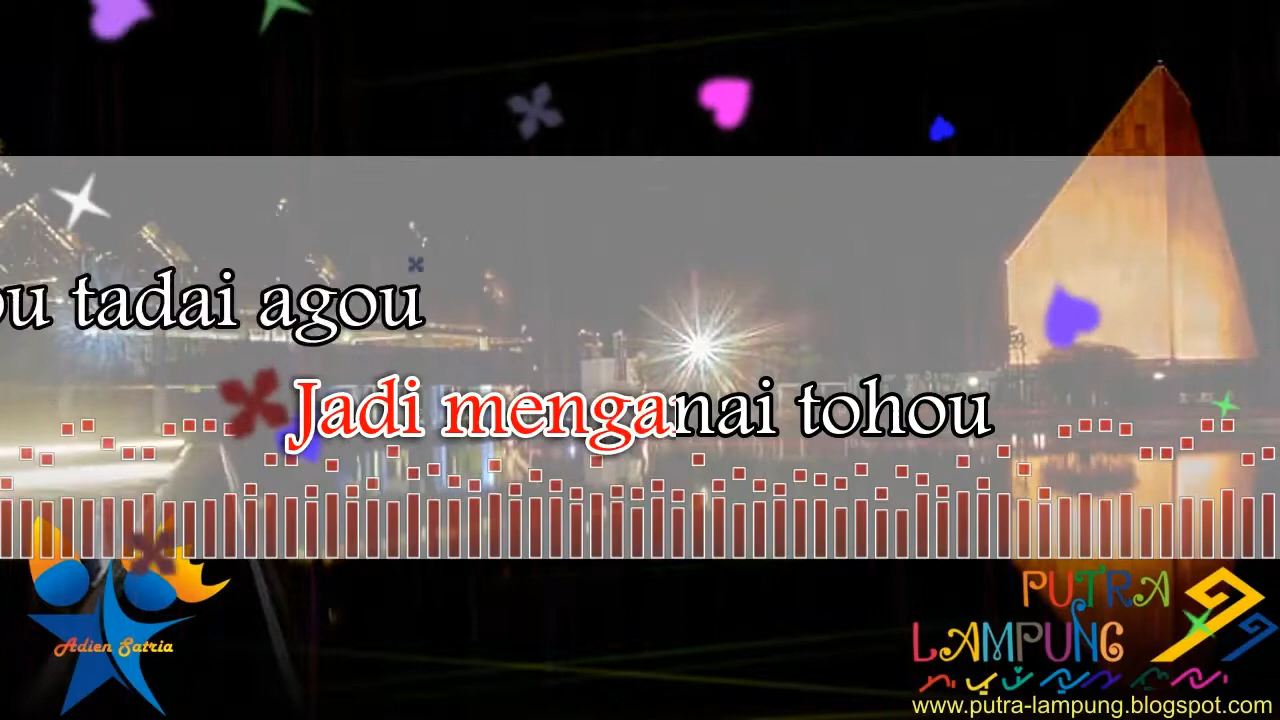 ou tadai agou
Jadi menganai tohou
Adien Satria
PUTRA
LAMPUNG
www.putra-lampung.blogspot.com